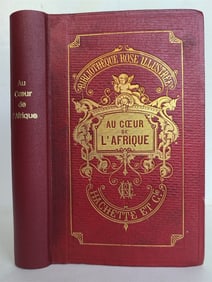 Au
Cœur
de
l'Afrique
BIBLIOTHÈQUE ROSE ILLUSTRÉE
AU CŒUR
DE
L'AFRIQUE
HACHETTE ET Cie